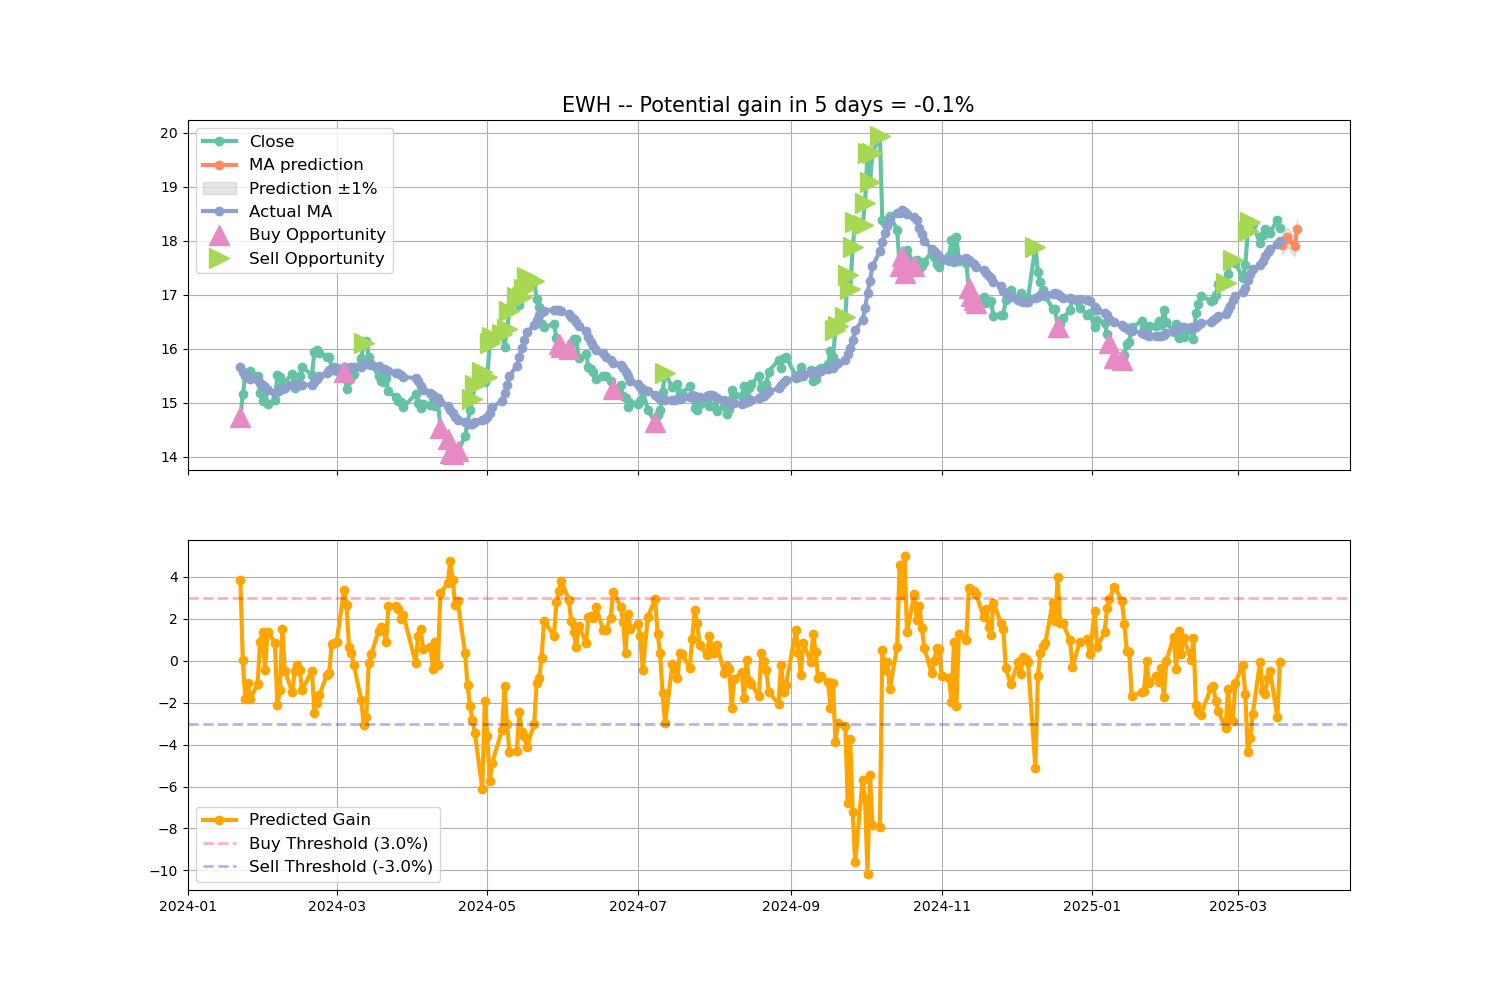 EWH -- Potential gain in 5 days = -0.1%
20
19
18
17
16
15
14
Close
MA prediction
Prediction ±1%
Actual MA
Buy Opportunity
Sell Opportunity
4
2
0
−2
−4
−6
−8
−10
Predicted Gain
Buy Threshold (3.0%)
Sell Threshold (-3.0%)
2024-01
2024-03
2024-05
2024-07
2024-09
2024-11
2025-01
2025-03